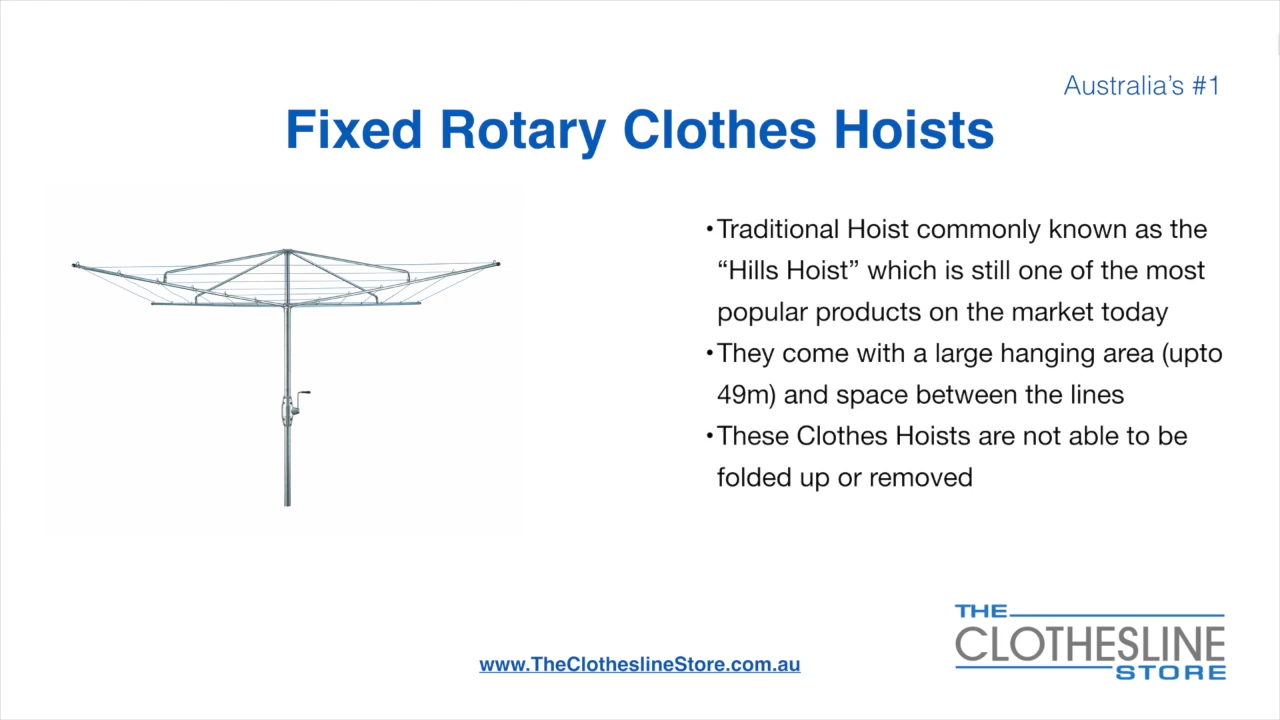 Australia's #1
Fixed Rotary Clothes Hoists
•Traditional Hoist commonly known as the
“Hills Hoist” which is still one of the most
popular products on the market today
•They come with a large hanging area (upto
49m) and space between the lines
•These Clothes Hoists are not able to be
folded up or removed
THE
CLOTHESLINE
STORE
www.TheClotheslineStore.com.au